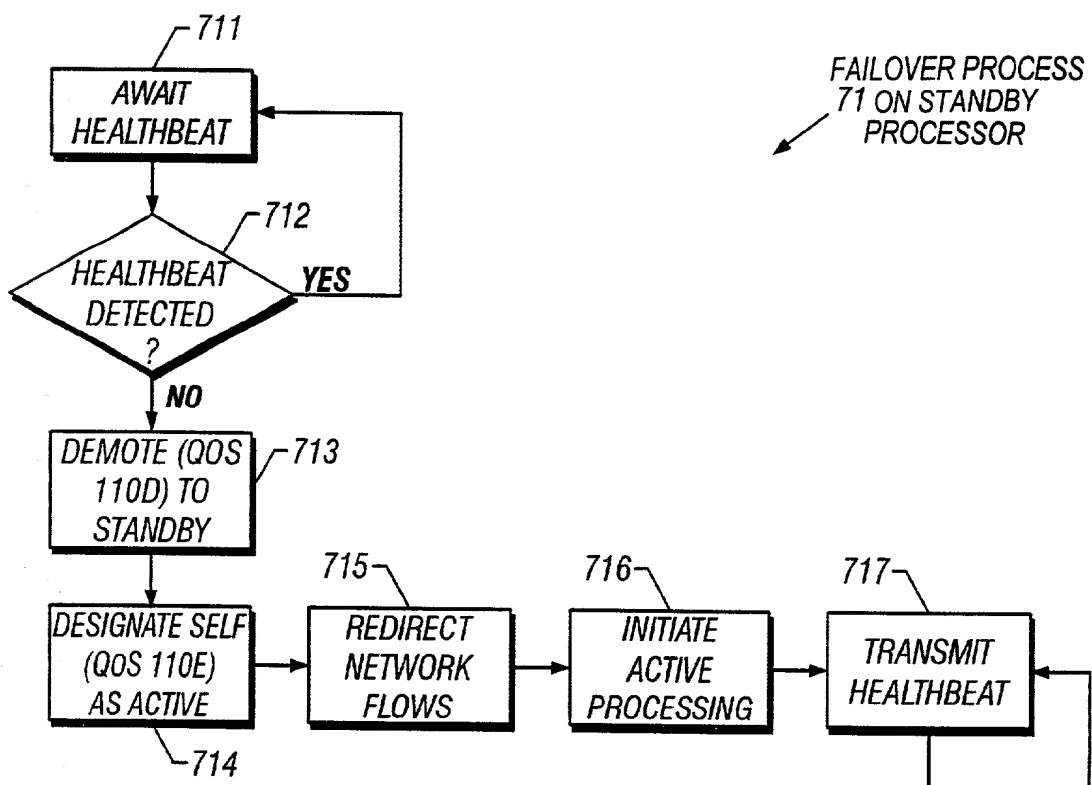 711
AWAIT
HEALTHBEAT
FAILOVER PROCESS
71 ON STANDBY
PROCESSOR
712
HEALTHBEAT
DETECTED
?
YES
NO
DEMOTE (QOS
110D) TO
STANDBY
713
DESIGNATE SELF
(QOS 110E)
AS ACTIVE
714
715
REDIRECT
NETWORK
FLOWS
716
INITIATE
ACTIVE
PROCESSING
717
TRANSMIT
HEALTHBEAT